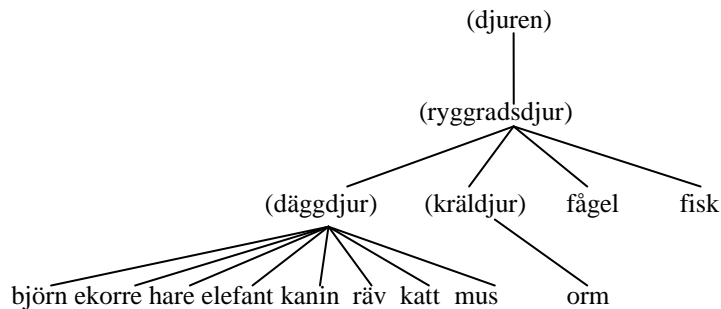 (djuren)
(ryggradsdjur)
(däggdjur) (kräldjur) fågel fisk
björn ekorre hare elefant kanin räv katt mus orm